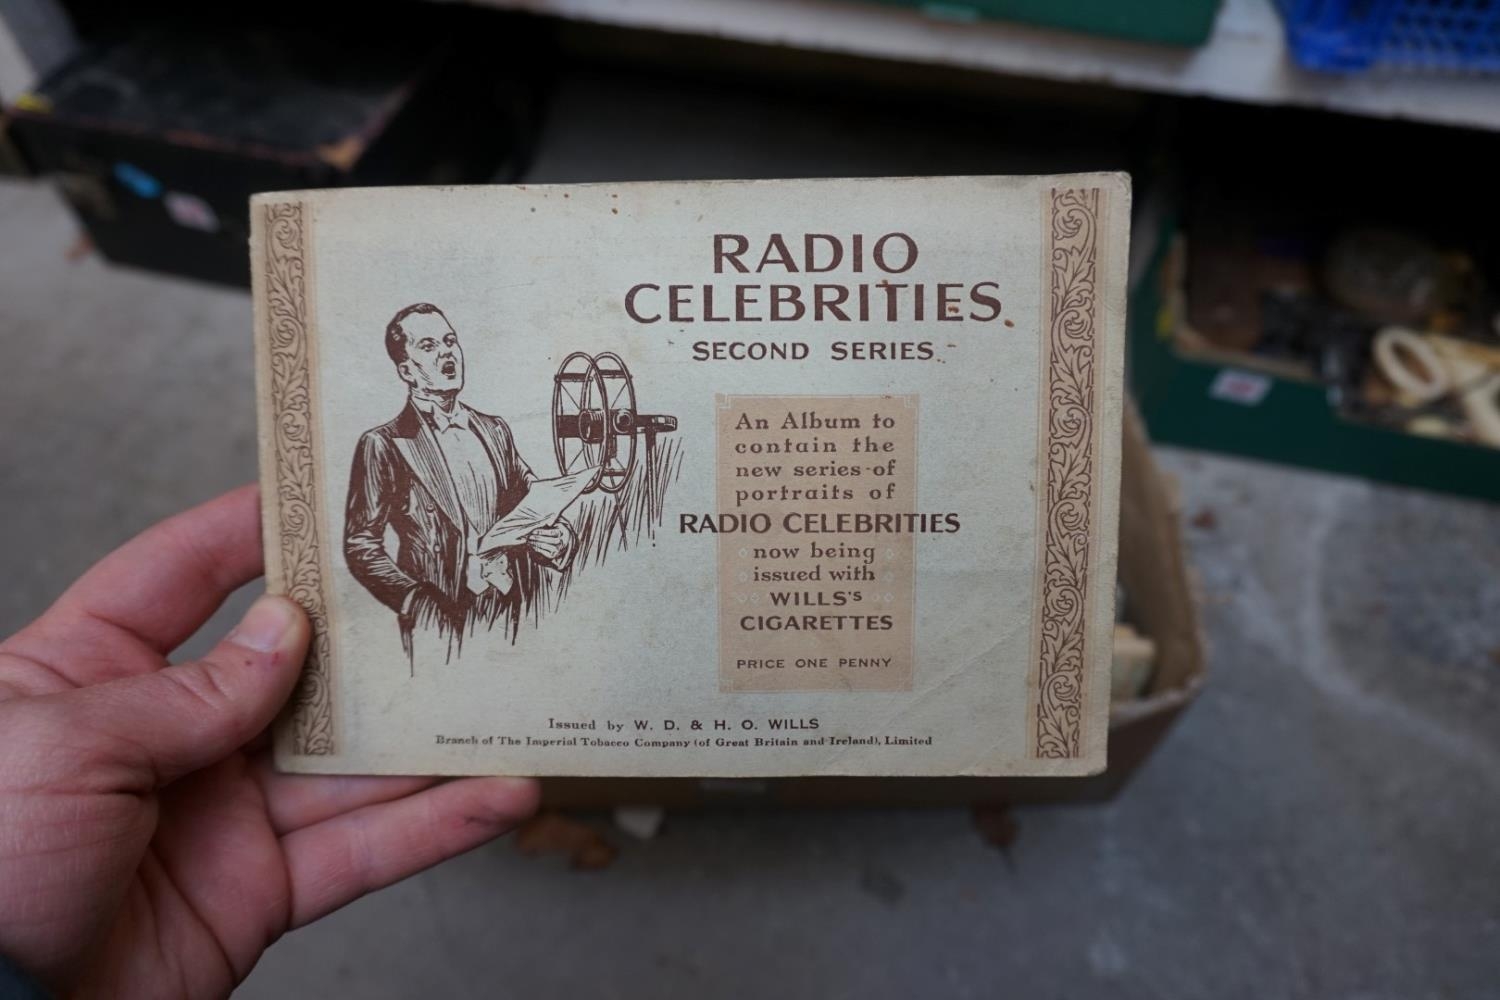 RADIO
CELEBRITIES
SECOND SERIES
An Album to
contain the
new series of
portraits of
RADIO CELEBRITIES
now being
issued with
WILLS'S
CIGARETTES
PRICE ONE PENNY
Issued by W. D. & H. O. WILLS
Branch of The Imperial Tobacco Company (of Great Britain and Ireland), Limited